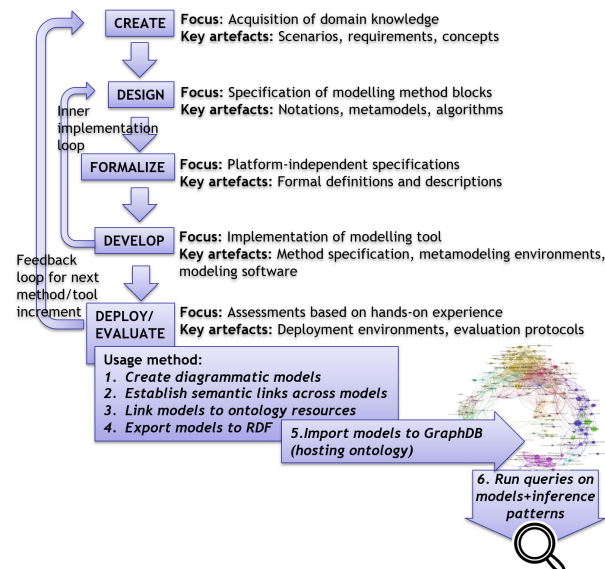 CREATE
Focus: Acquisition of domain knowledge
Key artefacts: Scenarios, requirements, concepts
DESIGN
Focus: Specification of modelling method blocks
Key artefacts: Notations, metamodels, algorithms
Inner
implementation
loop
FORMALIZE
Focus: Platform-independent specifications
Key artefacts: Formal definitions and descriptions
DEVELOP
Focus: Implementation of modelling tool
Key artefacts: Method specification, metamodeling environments,
modeling software
Feedback
loop for next
method/tool
increment
DEPLOY/
EVALUATE
Focus: Assessments based on hands-on experience
Key artefacts: Deployment environments, evaluation protocols
Usage method:
1. Create diagrammatic models
2. Establish semantic links across models
3. Link models to ontology resources
4. Export models to RDF
5.Import models to GraphDB
(hosting ontology)
6. Run queries on
models+inference
patterns